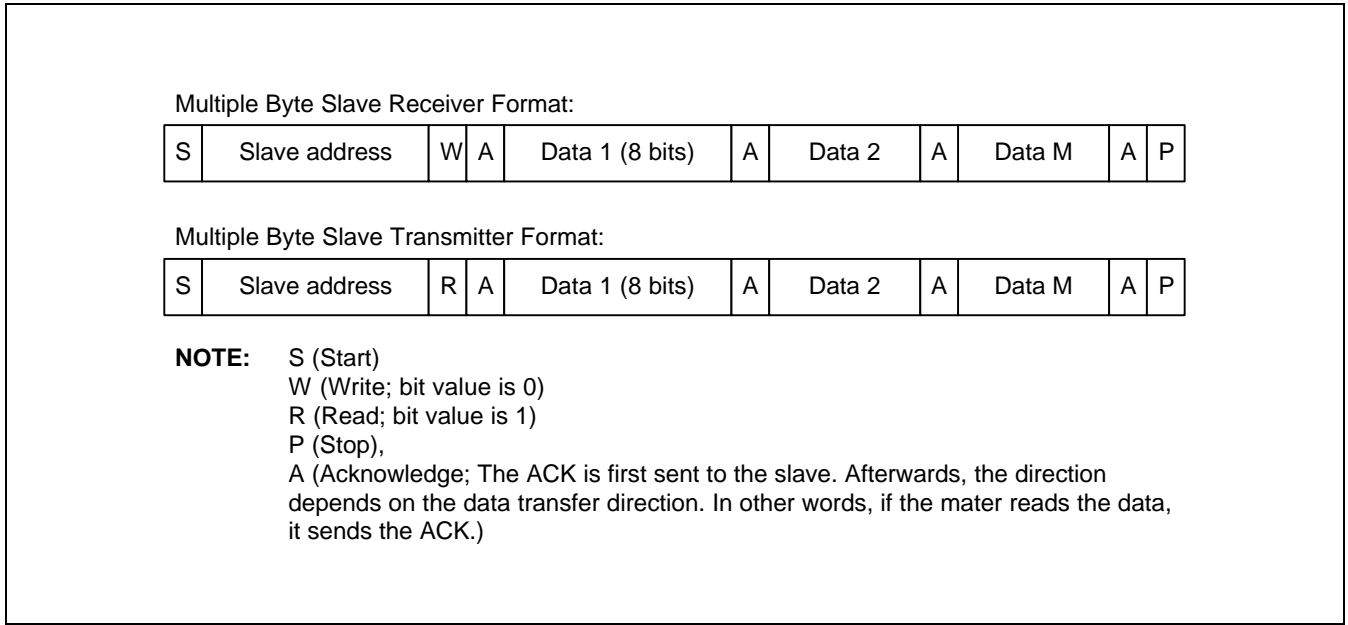 Multiple Byte Slave Receiver Format:
S Slave address W A Data 1 (8 bits) A Data 2 A Data M A P
Multiple Byte Slave Transmitter Format:
S Slave address R A Data 1 (8 bits) A Data 2 A Data M A P
NOTE: S (Start)
W (Write; bit value is 0)
R (Read; bit value is 1)
P (Stop),
A (Acknowledge; The ACK is first sent to the slave. Afterwards, the direction
depends on the data transfer direction. In other words, if the mater reads the data,
it sends the ACK.)